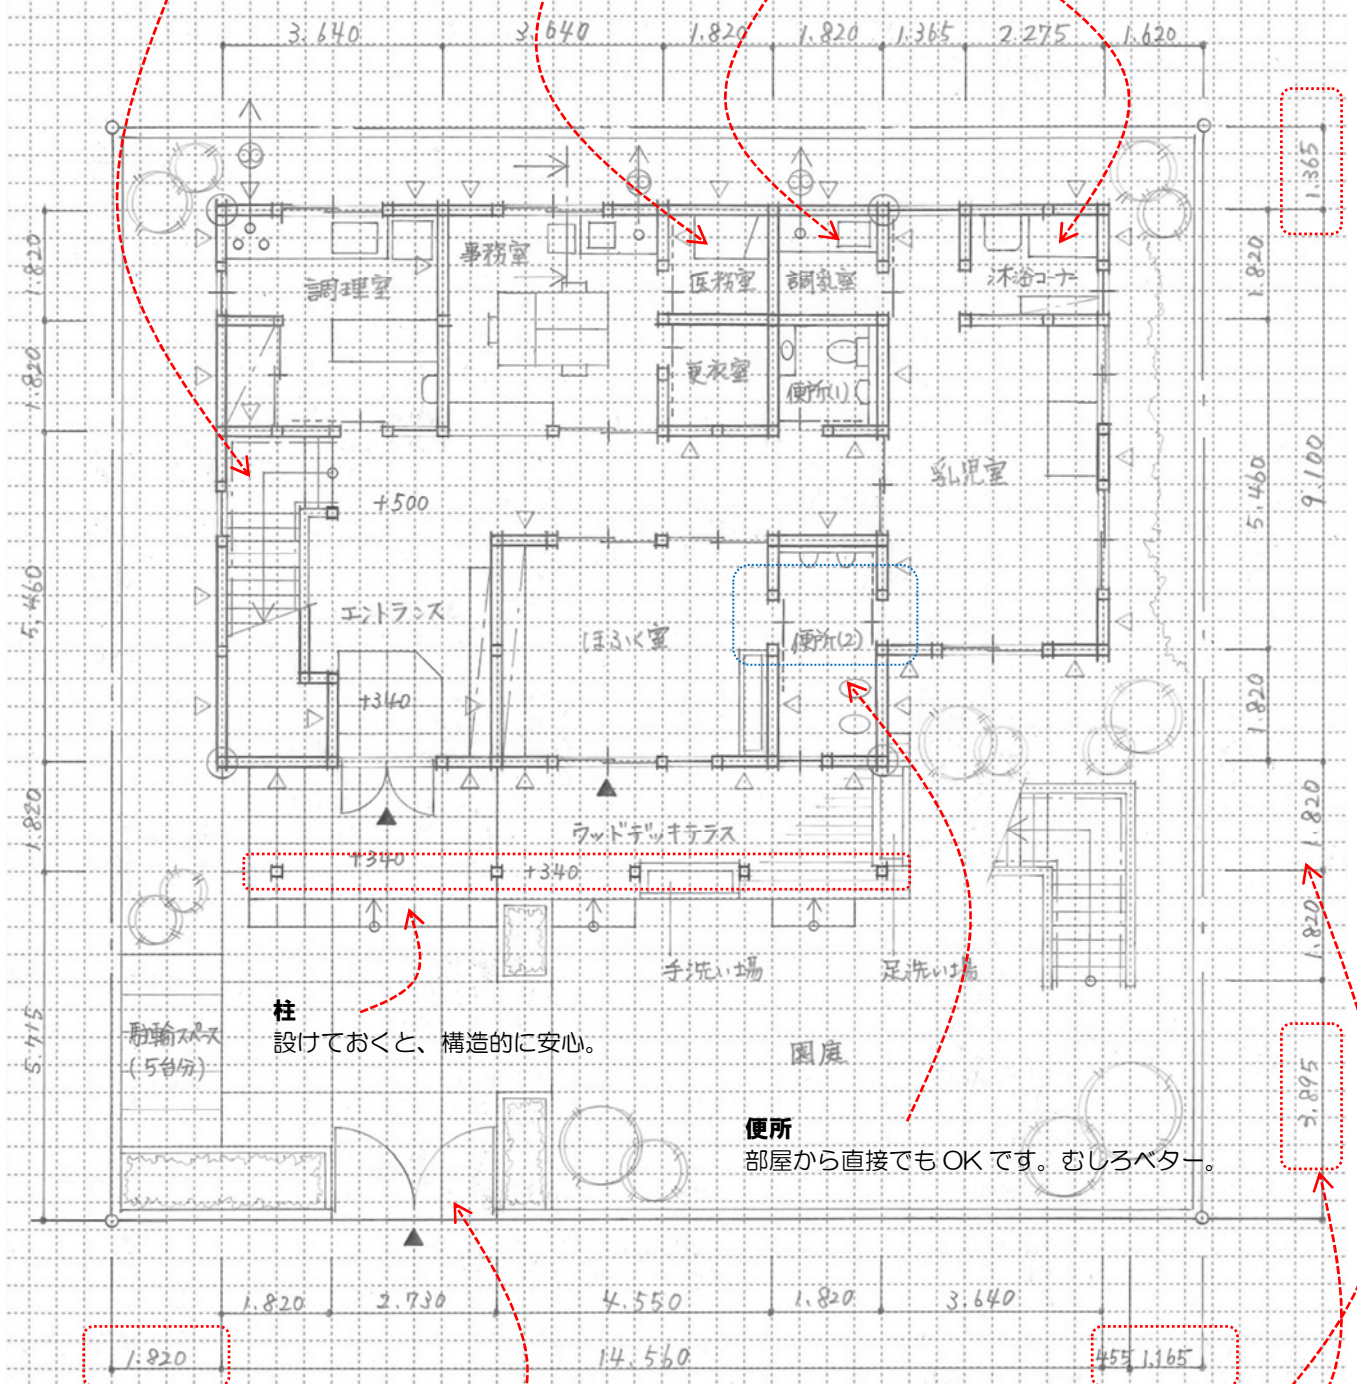 3.640
3.640
1.820
1.820
1.365
2.275
1.620
1.365
1.820
1.820
事務室
調理室
医務室
調乳室
沐浴コーナー
1.820
更衣室
便所(1)
乳児室
5.460
9.100
+500
5.460
エントランス
ほふく室
便所(2)
+340
1.820
1.820
ウッドデッキテラス
1.820
+340
+340
1.820
手洗い場
足洗い場
柱
設けておくと、構造的に安心。
5.715
駐輪スペース
(5台分)
園庭
3.895
便所
部屋から直接でも OK です。むしろベター。
1.820
2.730
4.550
1.820
3.640
1.820
14.560
455
1.165